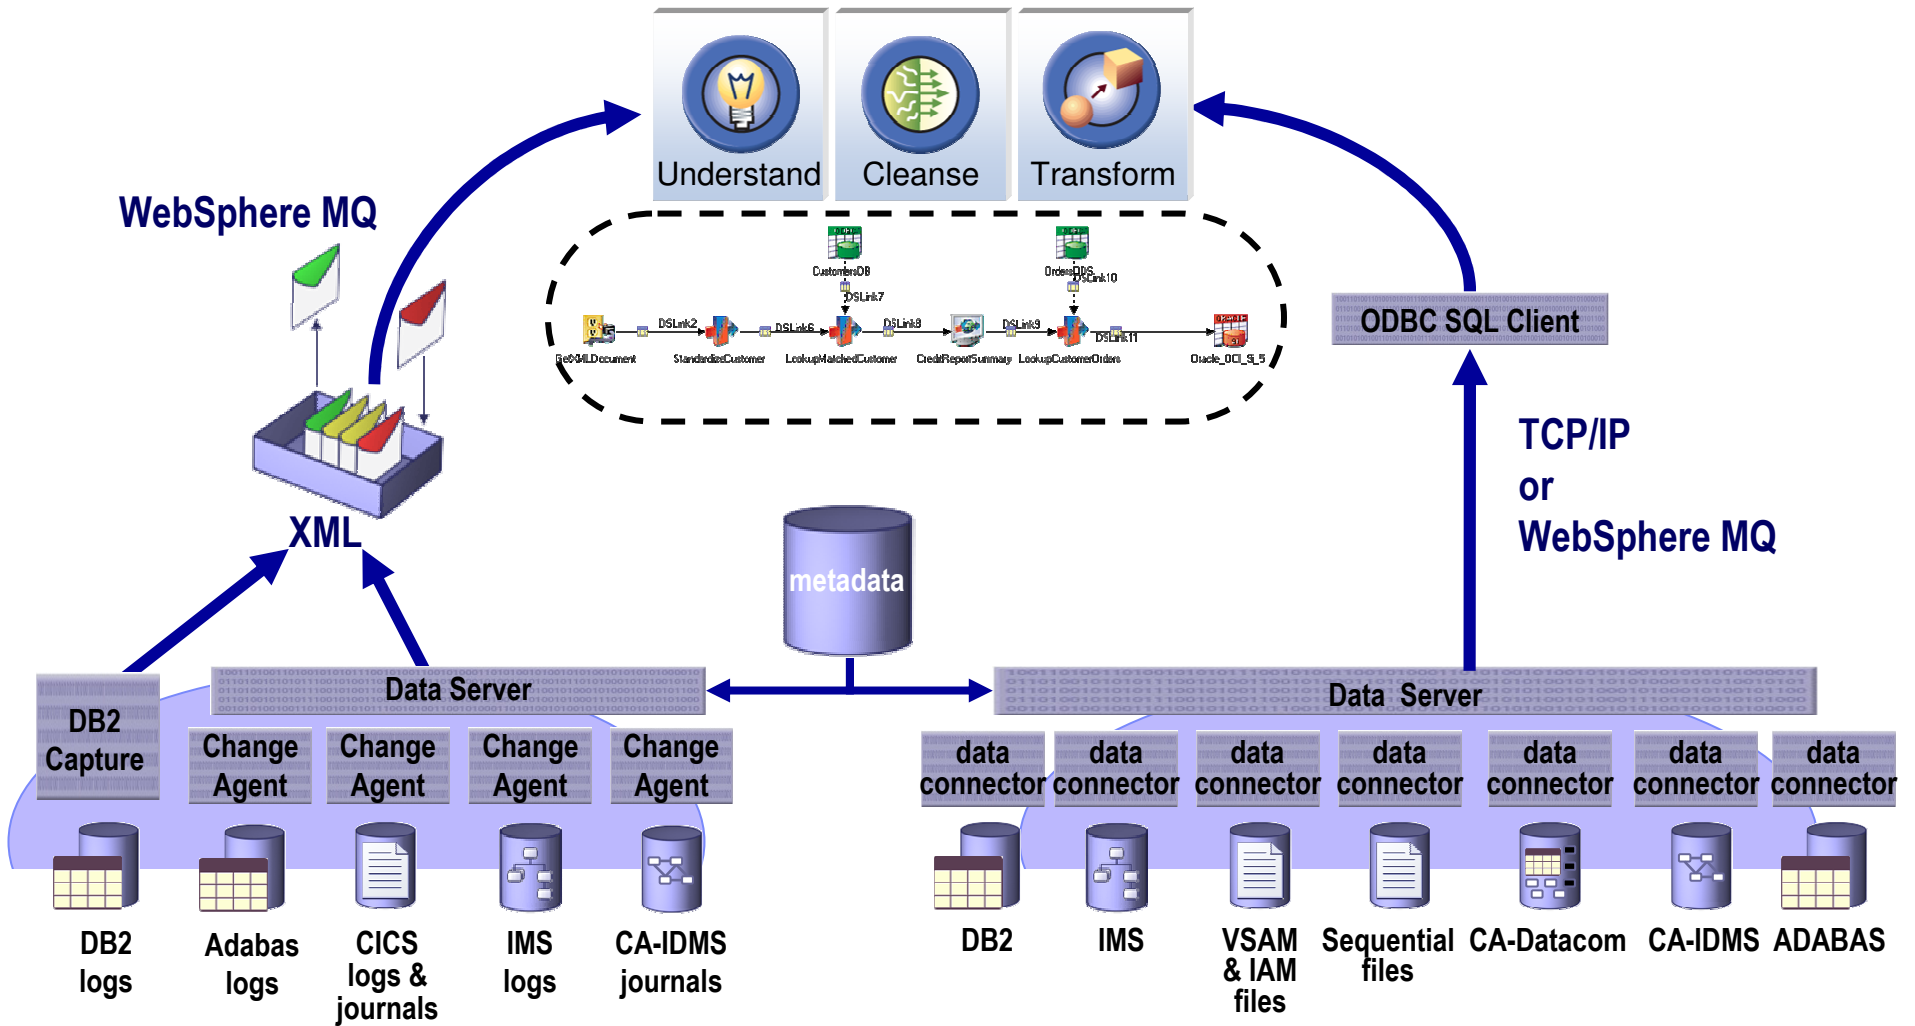 Understand
Cleanse
Transform
WebSphere MQ
CustomersDB
DSLink7
DSLink10
DSLink2
DSLink6
DSLink8
DSLink9
DSLink11
GetXMLDocument
StandardizeCustomer
LookupMatchedCustomer
CreditReportSummary
LookupCustomerOrders
ODBC SQL Client
TCP/IP
or
WebSphere MQ
XML
metadata
Data Server
Data Server
DB2
Capture
Change
Agent
Change
Agent
Change
Agent
Change
Agent
data
connector
data
connector
data
connector
data
connector
data
connector
data
connector
data
connector
DB2
logs
Adabas
logs
CICS
logs &
journals
IMS
logs
CA-IDMS
journals
DB2
IMS
VSAM
& IAM
files
Sequential
files
CA-Datacom
CA-IDMS
ADABAS